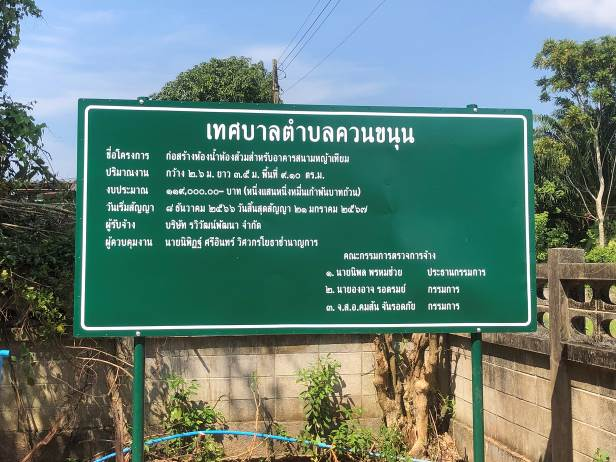 เทศบาลตำบลควนขนุน
ชื่อโครงการ ก่อสร้างห้องน้ำห้องส้วมสำหรับอาคารสนามหญ้าเทียม
ปริมาณงาน กว้าง ๒.๖ ม. ยาว ๓.๕ ม. พื้นที่ ๙.๑๐ ตร.ม.
งบประมาณ ๑๑๙,๐๐๐.๐๐- บาท (หนึ่งแสนหนึ่งหมื่นเก้าพันบาทถ้วน)
วันเริ่มสัญญา ๘ ธันวาคม ๒๕๖๖ วันสิ้นสุดสัญญา ๒๑ มกราคม ๒๕๖๗
ผู้รับจ้าง บริษัท รวิวัฒน์พัฒนา จำกัด
ผู้ควบคุมงาน นายนิพิฏฐ์ ศรีอินทร์ วิศวกรโยธาชำนาญการ
คณะกรรมการตรวจการจ้าง
๑. นายนิพล พรหมช่วย ประธานกรรมการ
๒. นายองอาจ รอดรมย์ กรรมการ
๓. จ.ส.อ.คมสัน จันรอดภัย กรรมการ